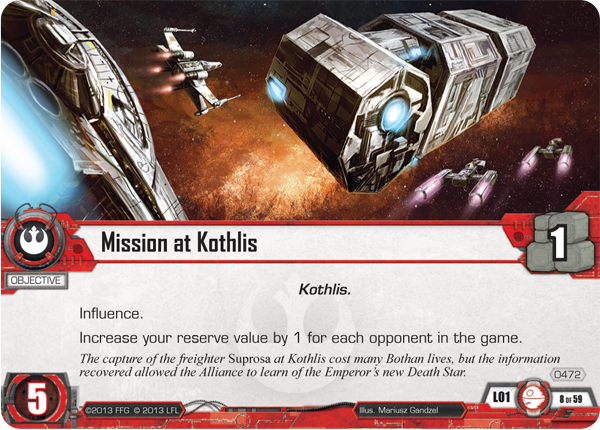 Mission at Kothlis
1
OBJECTIVE
Kothlis.
Influence.
Increase your reserve value by 1 for each opponent in the game.
The capture of the freighter Suprosa at Kothlis cost many Bothan lives, but the information
recovered allowed the Alliance to learn of the Emperor's new Death Star.
0472
5
©2013 FFG © 2013 LFL
Illus. Mariusz Gandzel
L01
8 of 59